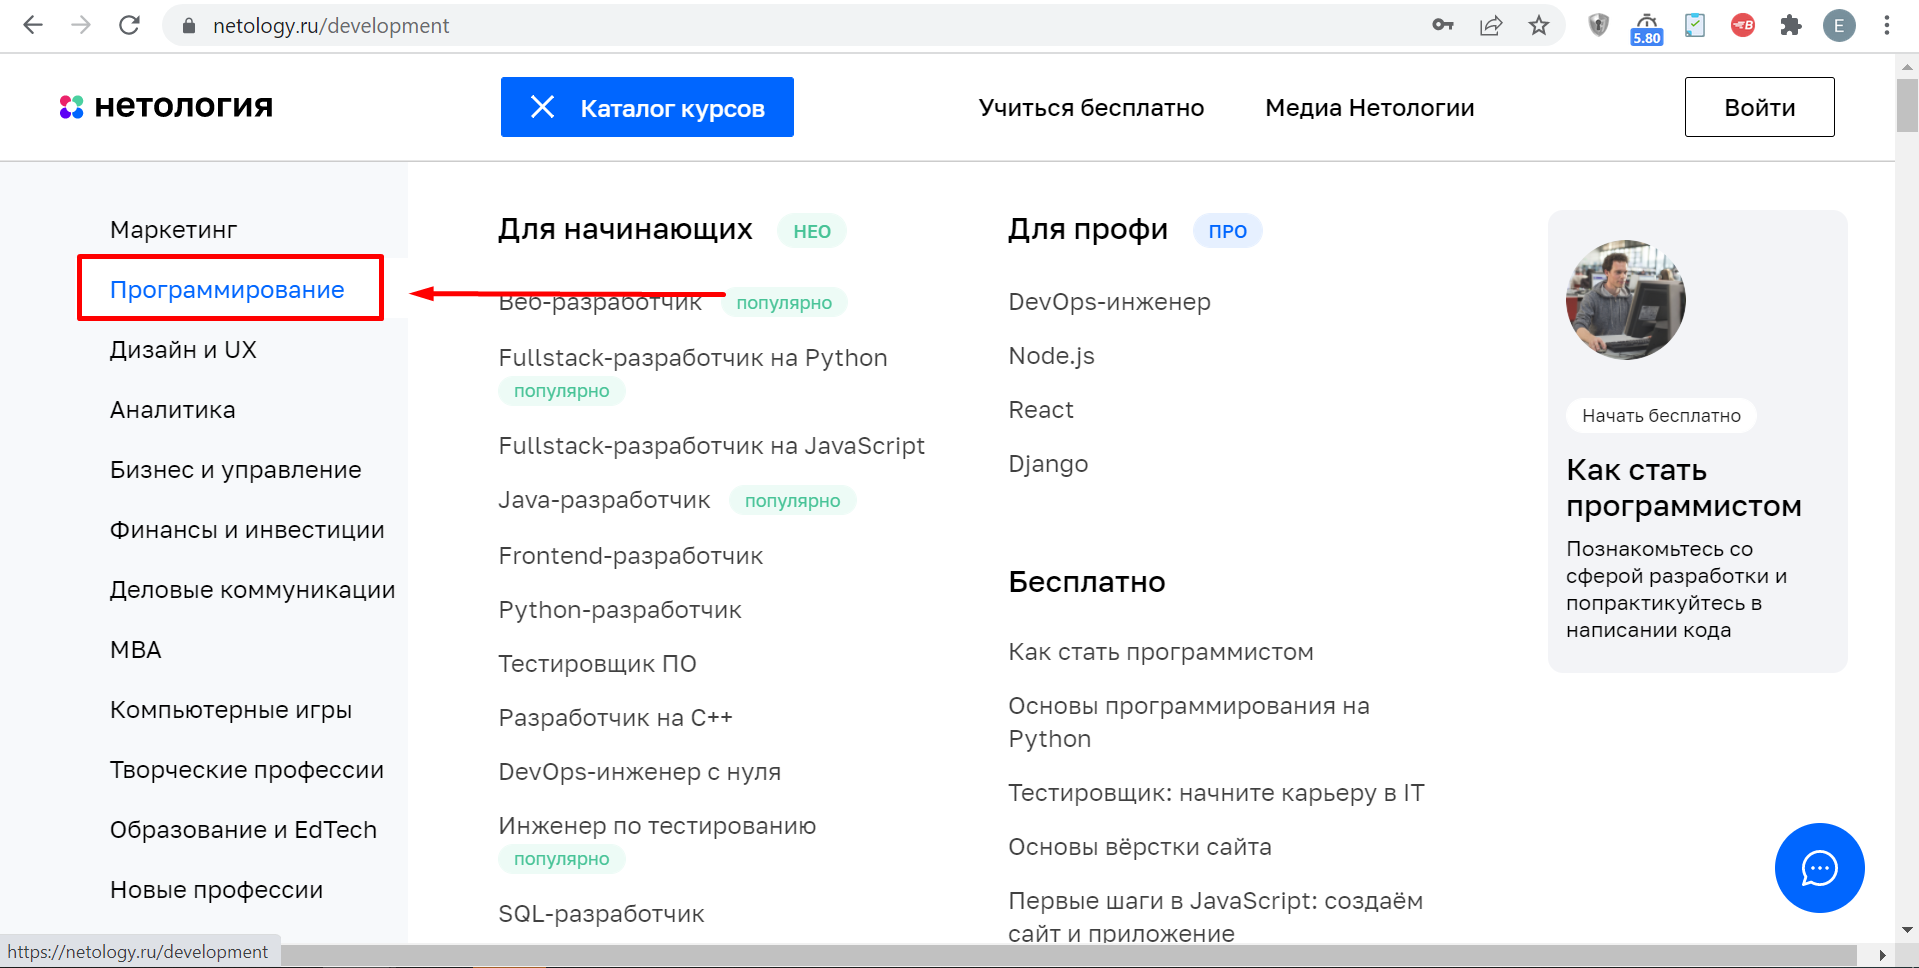 netology.ru/development
5.80
B
E
нетология
Каталог курсов
Учиться бесплатно
Медиа Нетологии
Войти
Маркетинг
Программирование
Дизайн и UX
Аналитика
Бизнес и управление
Финансы и инвестиции
Деловые коммуникации
MBA
Компьютерные игры
Творческие профессии
Образование и EdTech
Новые профессии
Для начинающих НЕО
Веб-разработчик популярно
Fullstack-разработчик на Python
популярно
Fullstack-разработчик на JavaScript
Java-разработчик популярно
Frontend-разработчик
Python-разработчик
Тестировщик ПО
Разработчик на C++
DevOps-инженер с нуля
Инженер по тестированию
популярно
SQL-разработчик
Для профи ПРО
DevOps-инженер
Node.js
React
Django
Бесплатно
Как стать программистом
Основы программирования на
Python
Тестировщик: начните карьеру в IT
Основы вёрстки сайта
Первые шаги в JavaScript: создаём
сайт и приложение
Начать бесплатно
Как стать
программистом
Познакомьтесь со
сферой разработки и
попрактикуйтесь в
написании кода
https://netology.ru/development